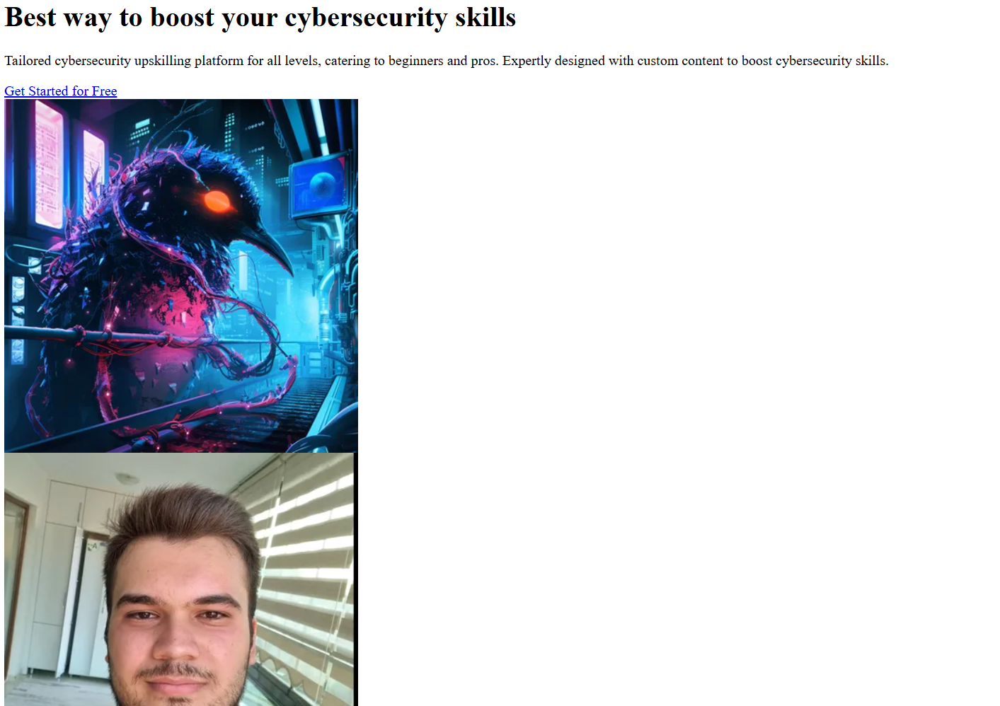 Best way to boost your cybersecurity skills
Tailored cybersecurity upskilling platform for all levels, catering to beginners and pros. Expertly designed with custom content to boost cybersecurity skills.
Get Started for Free